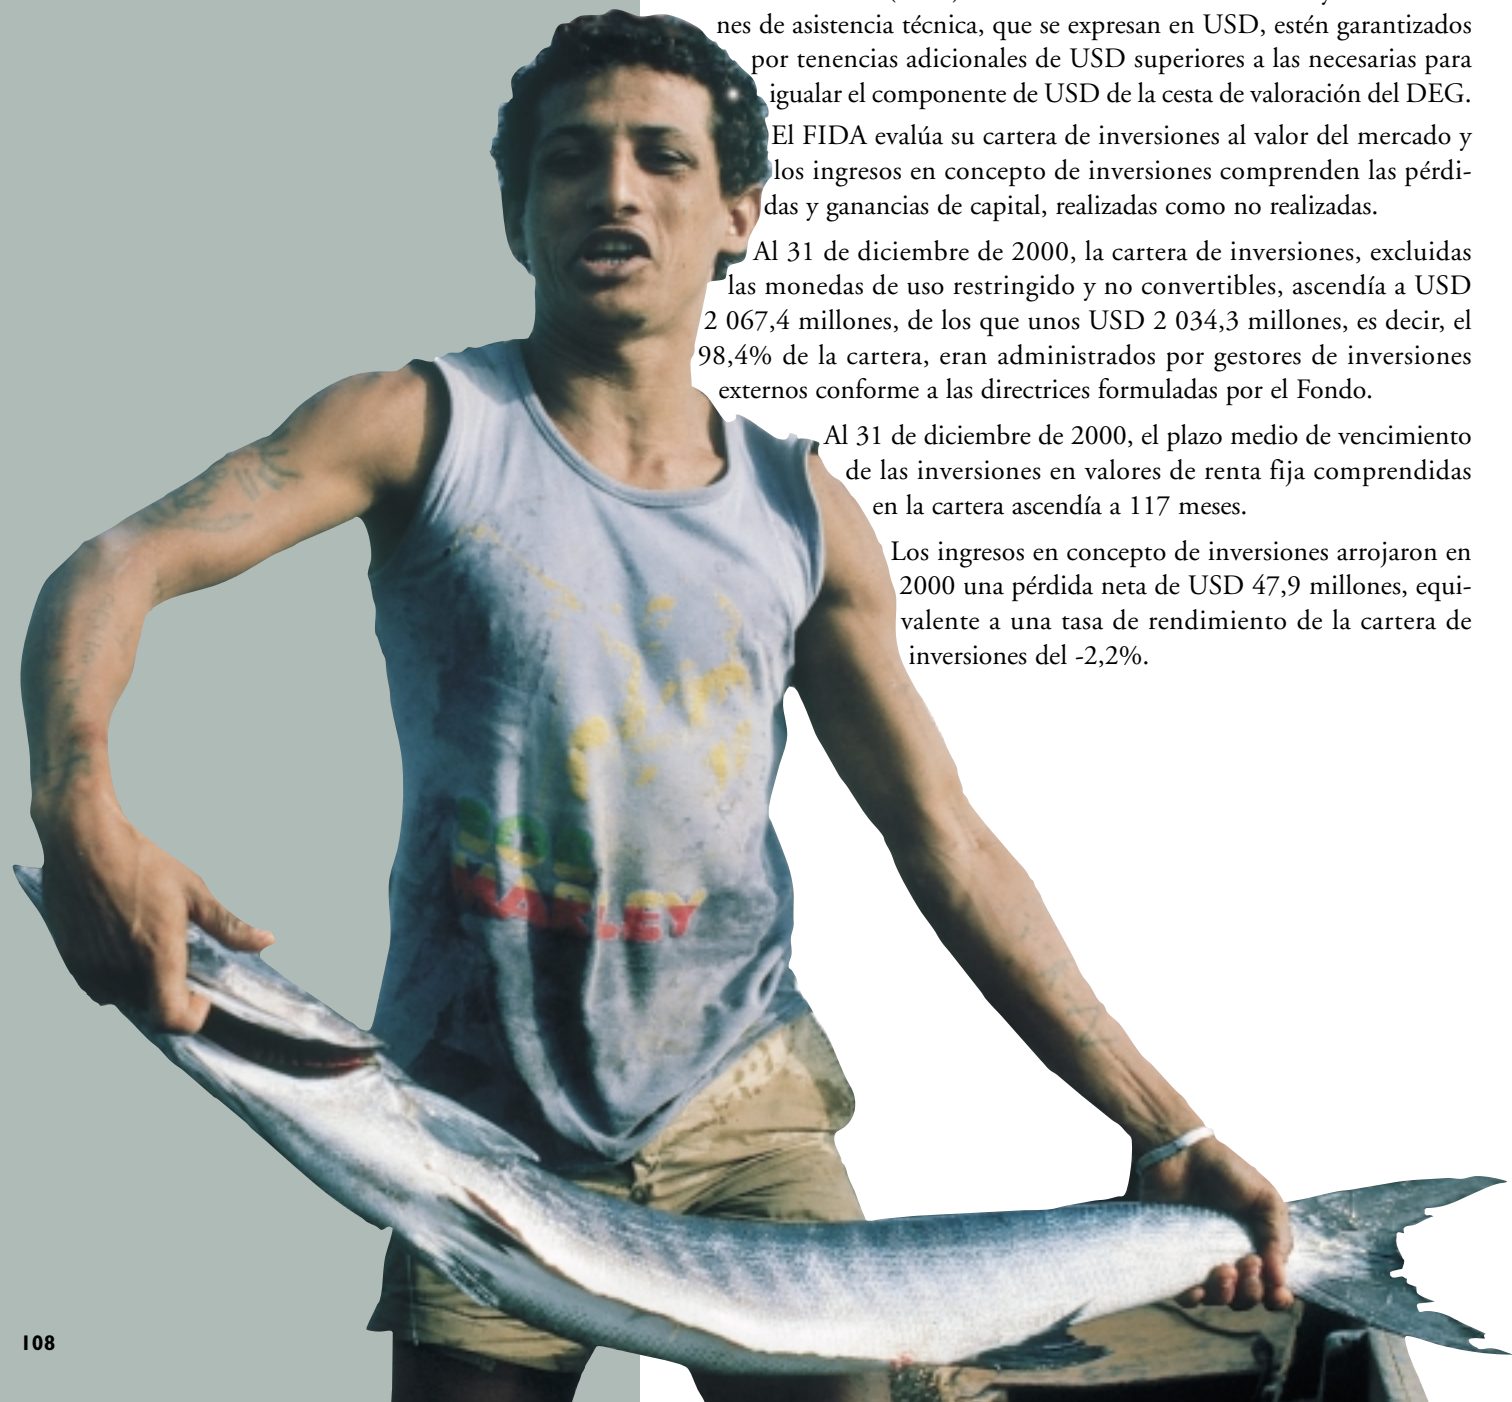 nes de asistencia técnica, que se expresan en USD, estén garantizados
por tenencias adicionales de USD superiores a las necesarias para
igualar el componente de USD de la cesta de valoración del DEG.
El FIDA evalúa su cartera de inversiones al valor del mercado y
los ingresos en concepto de inversiones comprenden las pérdi-
das y ganancias de capital, realizadas como no realizadas.
Al 31 de diciembre de 2000, la cartera de inversiones, excluidas
las monedas de uso restringido y no convertibles, ascendía a USD
2 067,4 millones, de los que unos USD 2 034,3 millones, es decir, el
98,4% de la cartera, eran administrados por gestores de inversiones
externos conforme a las directrices formuladas por el Fondo.
Al 31 de diciembre de 2000, el plazo medio de vencimiento
de las inversiones en valores de renta fija comprendidas
en la cartera ascendía a 117 meses.
Los ingresos en concepto de inversiones arrojaron en
2000 una pérdida neta de USD 47,9 millones, equi-
valente a una tasa de rendimiento de la cartera de
inversiones del -2,2%.
BOB
MARLEY
108